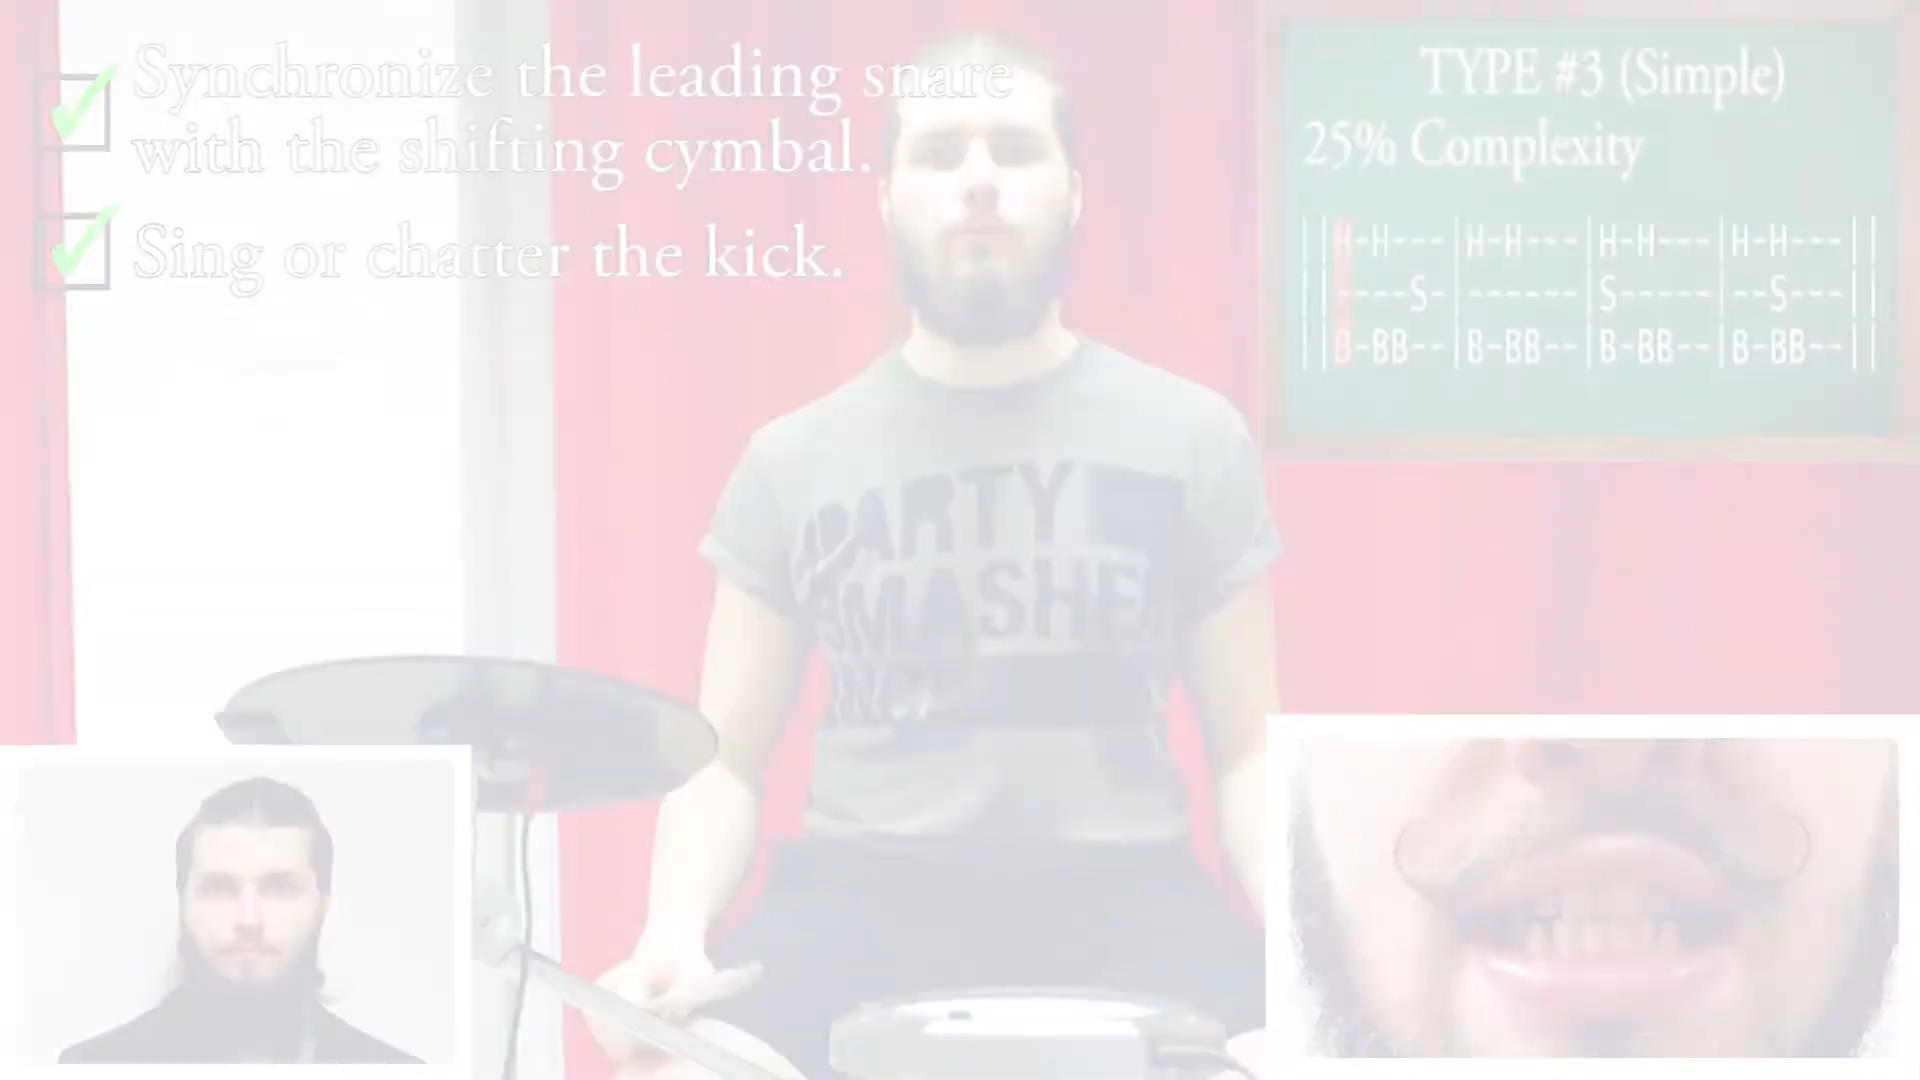 Synchronize the leading snare
with the shifting cymbal.
Sing or chatter the kick.
TYPE #3 (Simple)
25% Complexity
||H-H---|H-H---|H-H---|H-H---||
||----S-|------|S-----|--S---||
||B-BB--|B-BB--|B-BB--|B-BB--||
PARTY